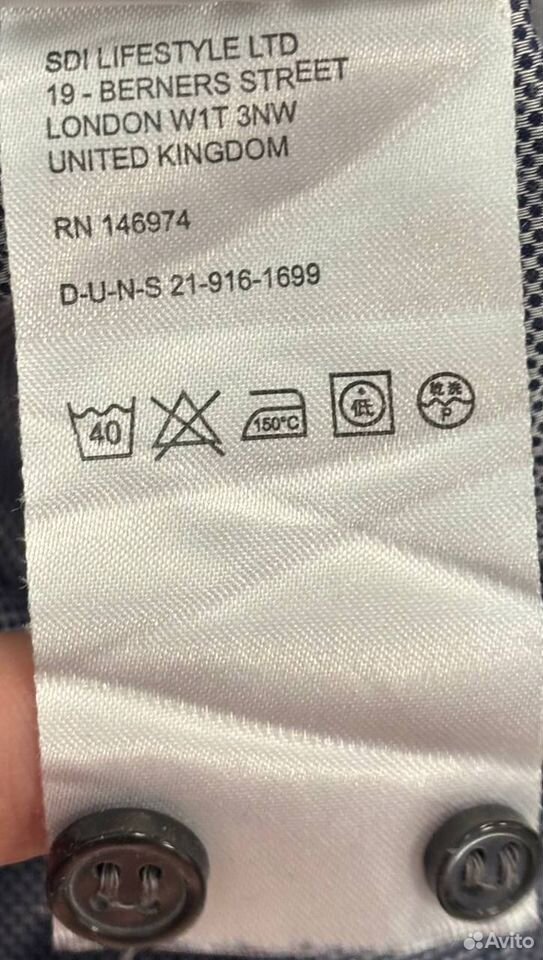 SDI LIFESTYLE LTD
19 - BERNERS STREET
LONDON W1T 3NW
UNITED KINGDOM
RN 146974
D-U-N-S 21-916-1699
40 150°C 低 乾洗 P
Avito